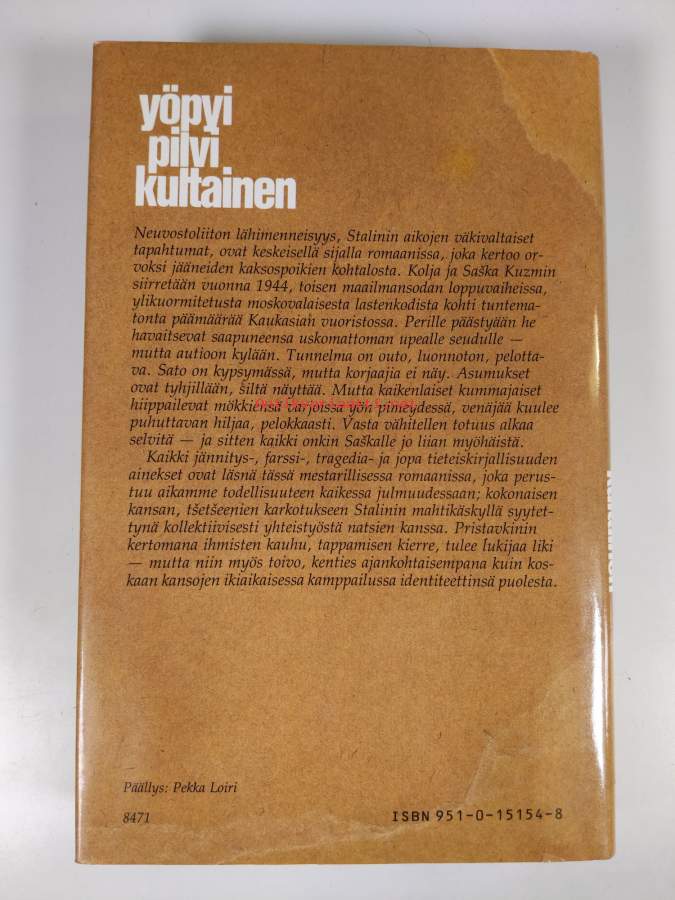 yöpyi
pilvi
kultainen
Neuvostoliiton lähimenneisyys, Stalinin aikojen väkivaltaiset
tapahtumat, ovat keskeisellä sijalla romaanissa, joka kertoo or-
voksi jääneiden kaksospoikien kohtalosta. Kolja ja Saška Kuzmin
siirretään vuonna 1944, toisen maailmansodan loppuvaiheissa,
ylikuormitetusta moskovalaisesta lastenkodista kohti tuntema-
tonta päämäärää Kaukasian vuoristossa. Perille päästyään he
havaitsevat saapuneensa uskomattoman upealle seudulle —
mutta autioon kylään. Tunnelma on outo, luonnoton, pelotta-
va. Sato on kypsymässä, mutta korjaajia ei näy. Asumukset
ovat tyhjillään, siltä näyttää. Mutta kaikenlaiset kummajaiset
hiippailevat mökkiensä varjoissa yön pimeydessä, venäjää kuulee
puhuttavan hiljaa, pelokkaasti. Vasta vähitellen totuus alkaa
selvitä — ja sitten kaikki onkin Saškalle jo liian myöhäistä.
Kaikki jännitys-, farssi-, tragedia- ja jopa tieteiskirjallisuuden
ainekset ovat läsnä tässä mestarillisessa romaanissa, joka perus-
tuu aikamme todellisuuteen kaikessa julmuudessaan; kokonaisen
kansan, tšetšeenien karkotukseen Stalinin mahtikäskyllä syytet-
tynä kollektiivisesti yhteistyöstä natsien kanssa. Pristavkinin
kertomana ihmisten kauhu, tappamisen kierre, tulee lukijaa liki
— mutta niin myös toivo, kenties ajankohtaisempana kuin kos-
kaan kansojen ikiaikaisessa kamppailussa identiteettinsä puolesta.
Päällys: Pekka Loiri
8471
ISBN 951-0-15154-8